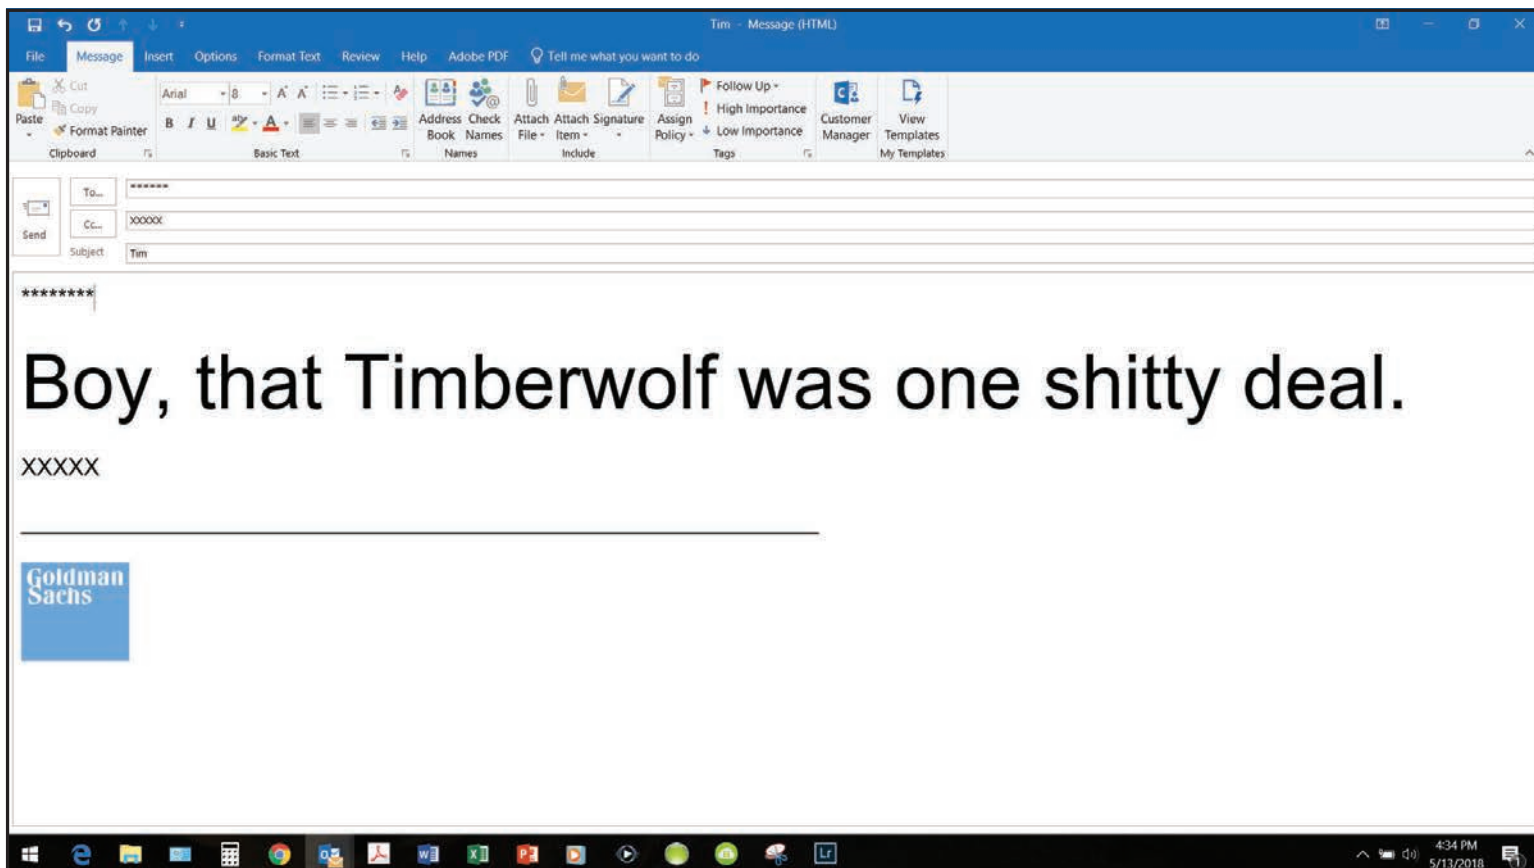 Tim - Message (HTML)
File Message Insert Options Format Text Review Help Adobe PDF Tell me what you want to do
Cut
Copy
Paste
Format Painter
Clipboard
Arial 8
B I U
Basic Text
Address Book
Check Names
Names
Attach File
Attach Item
Signature
Include
Assign Policy
Follow Up
High Importance
Low Importance
Tags
Customer Manager
View Templates
My Templates
Send
To... ******
Cc... XXXXX
Subject Tim
********
Boy, that Timberwolf was one shitty deal.
XXXXX
Goldman
Sachs
4:34 PM
5/13/2018